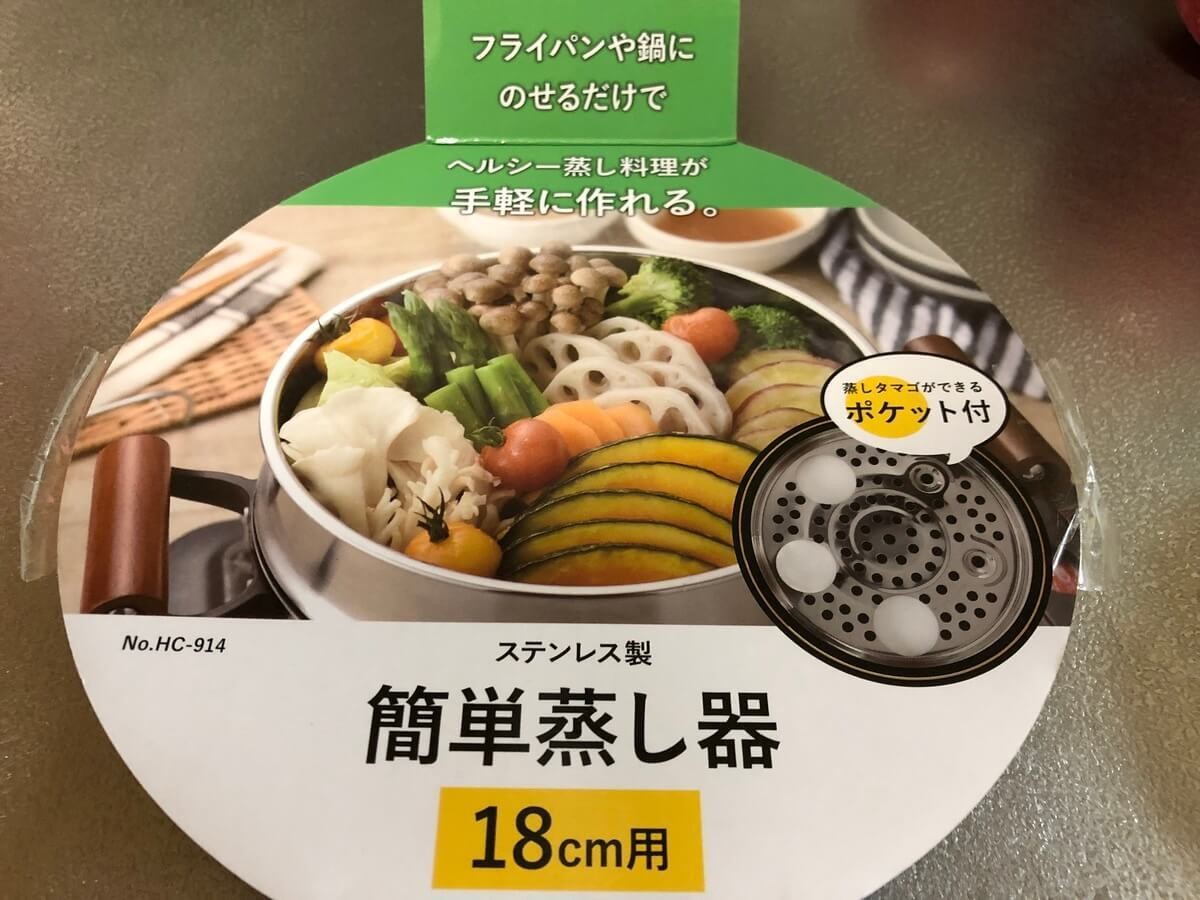 フライパンや鍋に
のせるだけで
ヘルシー蒸し料理が
手軽に作れる。
蒸しタマゴができる
ポケット付
No.HC-914
ステンレス製
簡単蒸し器
18cm用